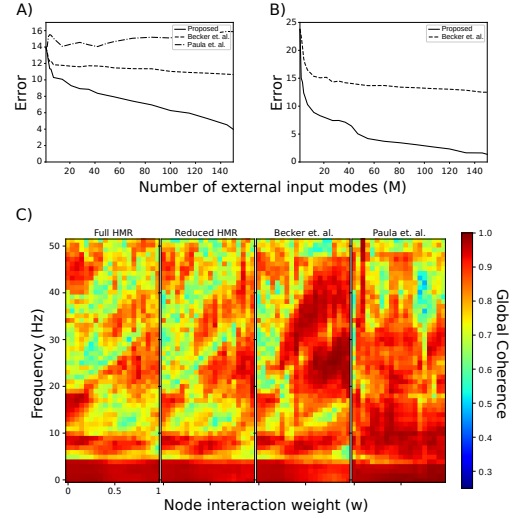 A)
B)
18
16
14
12
10
8
6
4
2
0
Error
Proposed
Becker et. al.
Paula et. al.
20
40
60
80
100
120
140
25
20
15
10
5
0
Error
Proposed
Becker et. al.
20
40
60
80
100
120
140
Number of external input modes (M)
C)
Full HMR
Reduced HMR
Becker et. al.
Paula et. al.
50
40
30
20
10
0
Frequency (Hz)
0
0.5
1
Node interaction weight (w)
1.0
0.9
0.8
0.7
0.6
0.5
0.4
0.3
Global Coherence